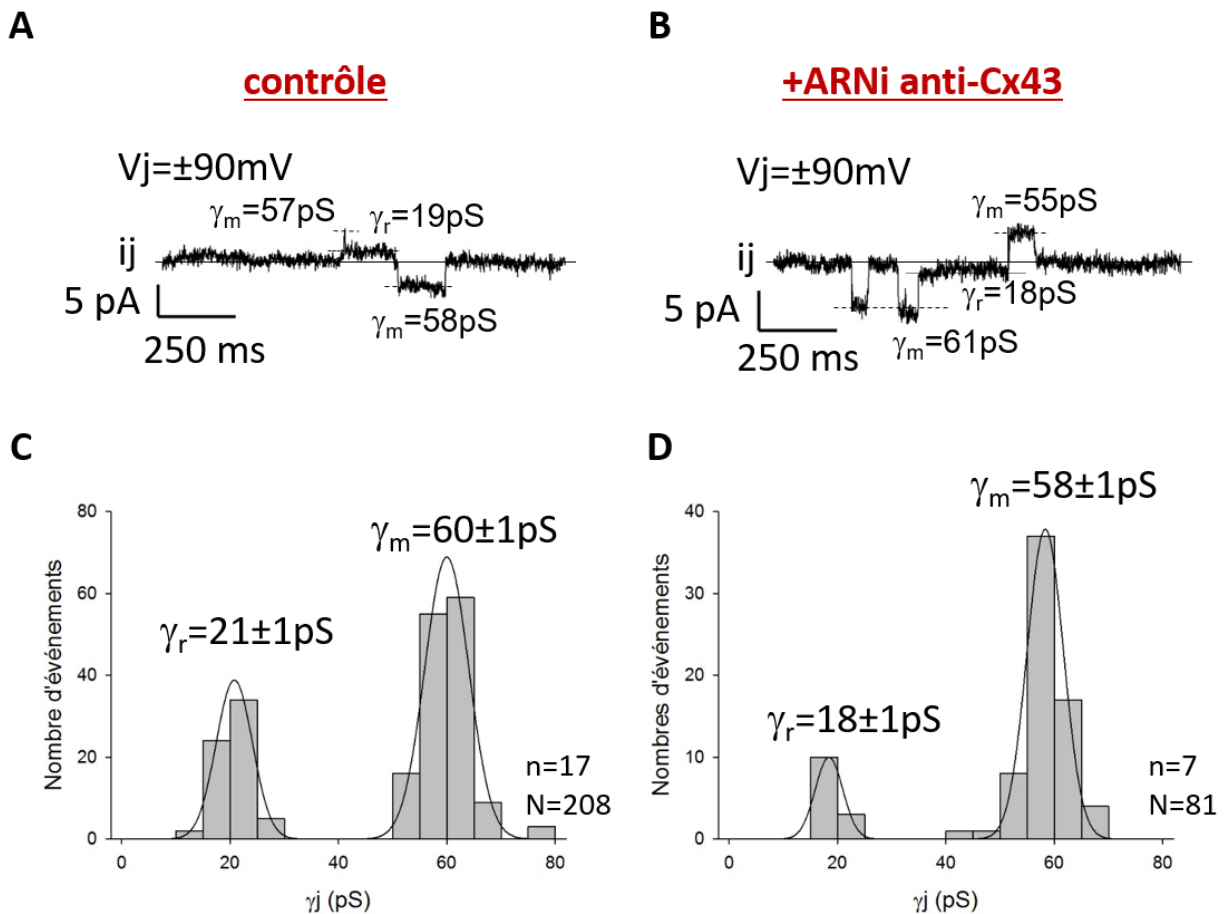 A
contrôle
Vj=±90mV
γm=57pS
γr=19pS
ij
5 pA
γm=58pS
250 ms
B
+ARNi anti-Cx43
Vj=±90mV
γm=55pS
ij
γr=18pS
5 pA
γm=61pS
250 ms
C
80
60
40
20
0
Nombre d'événements
γr=21±1pS
γm=60±1pS
n=17
N=208
0 20 40 60 80
γj (pS)
D
40
30
20
10
0
Nombres d'événements
γr=18±1pS
γm=58±1pS
n=7
N=81
0 20 40 60 80
γj (pS)